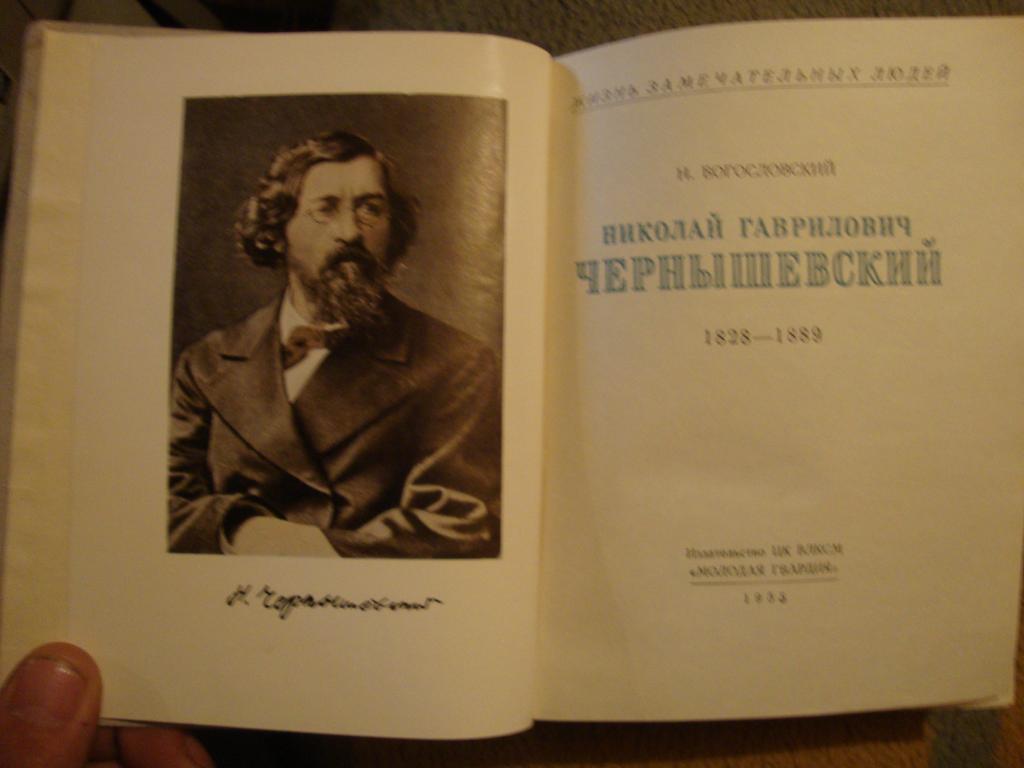 Н. Чернышевский
ЖИЗНЬ ЗАМЕЧАТЕЛЬНЫХ ЛЮДЕЙ
Н. БОГОСЛОВСКИЙ
НИКОЛАЙ ГАВРИЛОВИЧ
ЧЕРНЫШЕВСКИЙ
1828—1889
Издательство ЦК ВЛКСМ
«МОЛОДАЯ ГВАРДИЯ»